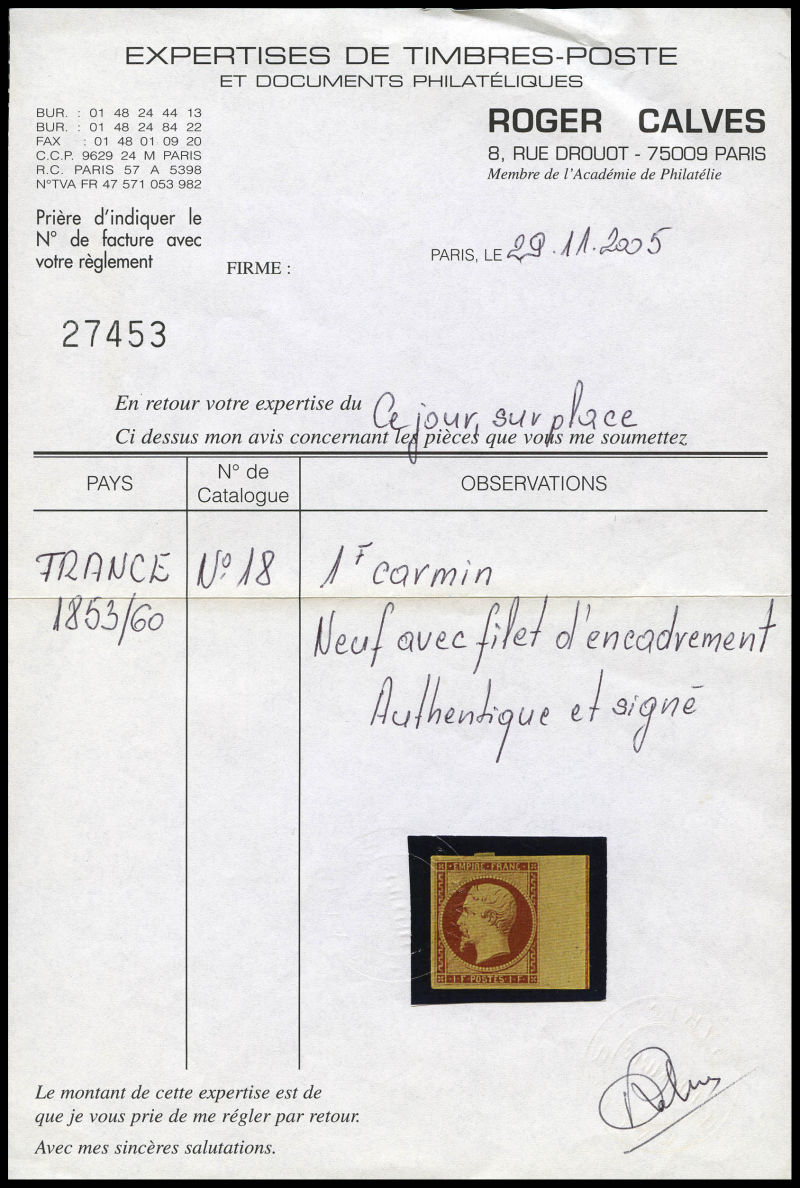 EXPERTISES DE TIMBRES-POSTE
ET DOCUMENTS PHILATÉLIQUES
BUR. : 01 48 24 44 13
BUR. : 01 48 24 84 22
FAX : 01 48 01 09 20
C.C.P. 9629 24 M PARIS
R.C. PARIS 57 A 5398
N°TVA FR 47 571 053 982
ROGER CALVES
8, RUE DROUOT - 75009 PARIS
Membre de l'Académie de Philatélie
Prière d'indiquer le
N° de facture avec
votre règlement
FIRME :
PARIS, LE 29.11.2005
27453
En retour votre expertise du Ce jour, sur place
Ci dessus mon avis concernant les pièces que vous me soumettez
PAYS
N° de
Catalogue
OBSERVATIONS
FRANCE N° 18 1F carmin
1853/60 Neuf avec filet d'encadrement
Authentique et signé
EMPIRE FRANC
1 F POSTES 1 F
Le montant de cette expertise est de
que je vous prie de me régler par retour.
Avec mes sincères salutations.